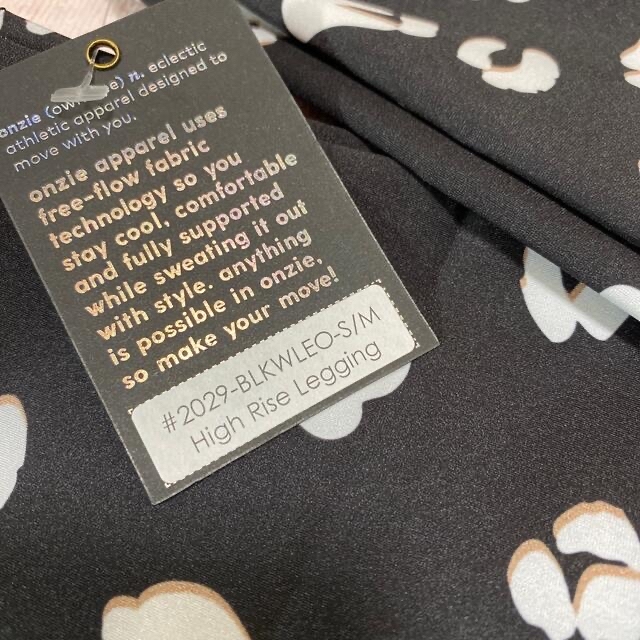 onzie n. eclectic
athletic apparel designed to
move with you.
onzie apparel uses
free-flow fabric
technology so you
stay cool, comfortable
and fully supported
while sweating it out
with style. anything
is possible in onzie,
so make your move!
#2029-BLKWLEO-S/M
High Rise Legging